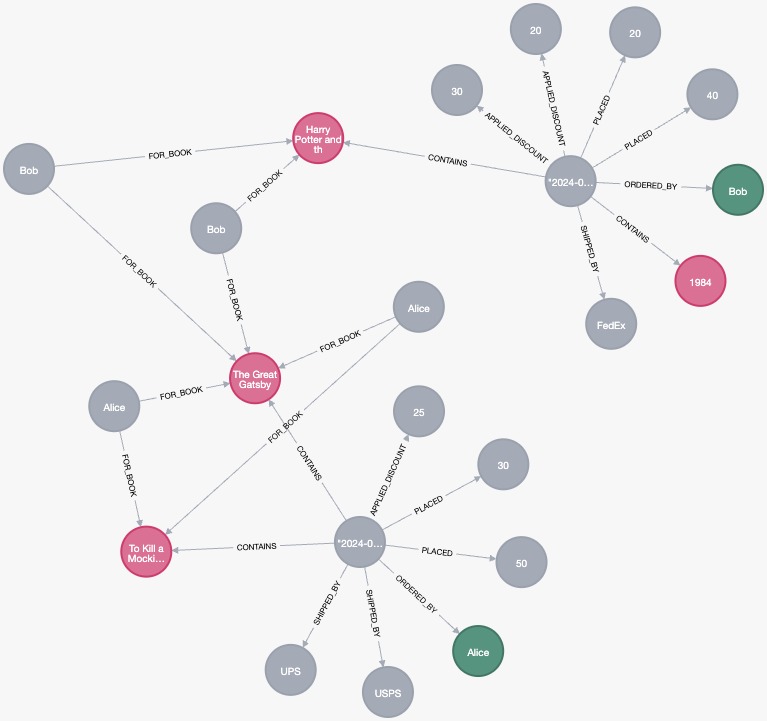 20
20
30
40
APPLIED_DISCOUNT
APPLIED_DISCOUNT
PLACED
PLACED
Harry
Potter and
th
FOR_BOOK
CONTAINS
"2024-0...
ORDERED_BY
Bob
Bob
FOR_BOOK
Bob
CONTAINS
SHIPPED_BY
1984
FOR_BOOK
FOR_BOOK
Alice
FedEx
FOR_BOOK
The Great
Gatsby
FOR_BOOK
Alice
25
FOR_BOOK
FOR_BOOK
CONTAINS
APPLIED_DISCOUNT
30
PLACED
To Kill a
Mocki...
CONTAINS
"2024-0...
PLACED
50
SHIPPED_BY
SHIPPED_BY
ORDERED_BY
Alice
UPS
USPS